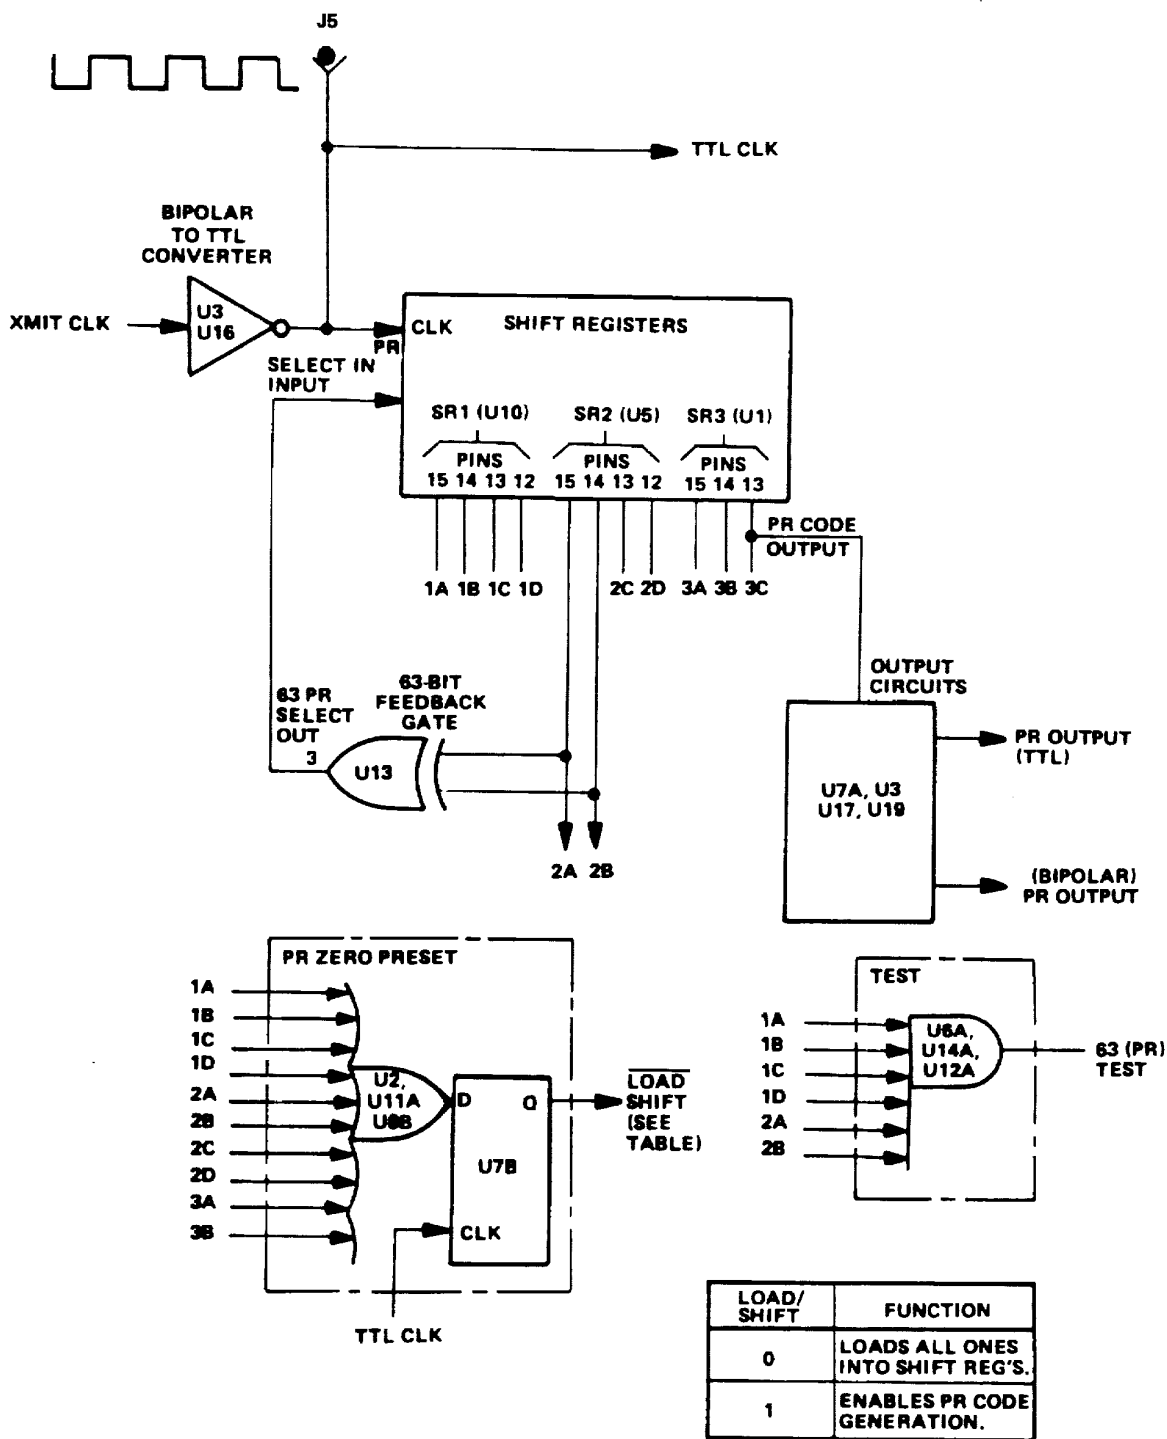 J5
TTL CLK
BIPOLAR
TO TTL
CONVERTER
XMIT CLK
U3
U16
CLK
SHIFT REGISTERS
PR
SELECT IN
INPUT
SR1 (U10) SR2 (U5) SR3 (U1)
PINS PINS PINS
15 14 13 12 15 14 13 12 15 14 13
PR CODE
OUTPUT
1A 1B 1C 1D 2C 2D 3A 3B 3C
63 PR
SELECT
OUT
3
63-BIT
FEEDBACK
GATE
U13
2A 2B
OUTPUT
CIRCUITS
U7A, U3
U17, U19
PR OUTPUT
(TTL)
(BIPOLAR)
PR OUTPUT
PR ZERO PRESET
1A
1B
1C
1D
2A
2B
2C
2D
3A
3B
U2,
U11A
U9B
D Q
U7B
CLK
TTL CLK
LOAD
SHIFT
(SEE
TABLE)
TEST
1A
1B
1C
1D
2A
2B
U6A,
U14A,
U12A
63 (PR)
TEST
LOAD/
SHIFT
FUNCTION
0
LOADS ALL ONES
INTO SHIFT REG'S.
1
ENABLES PR CODE
GENERATION.